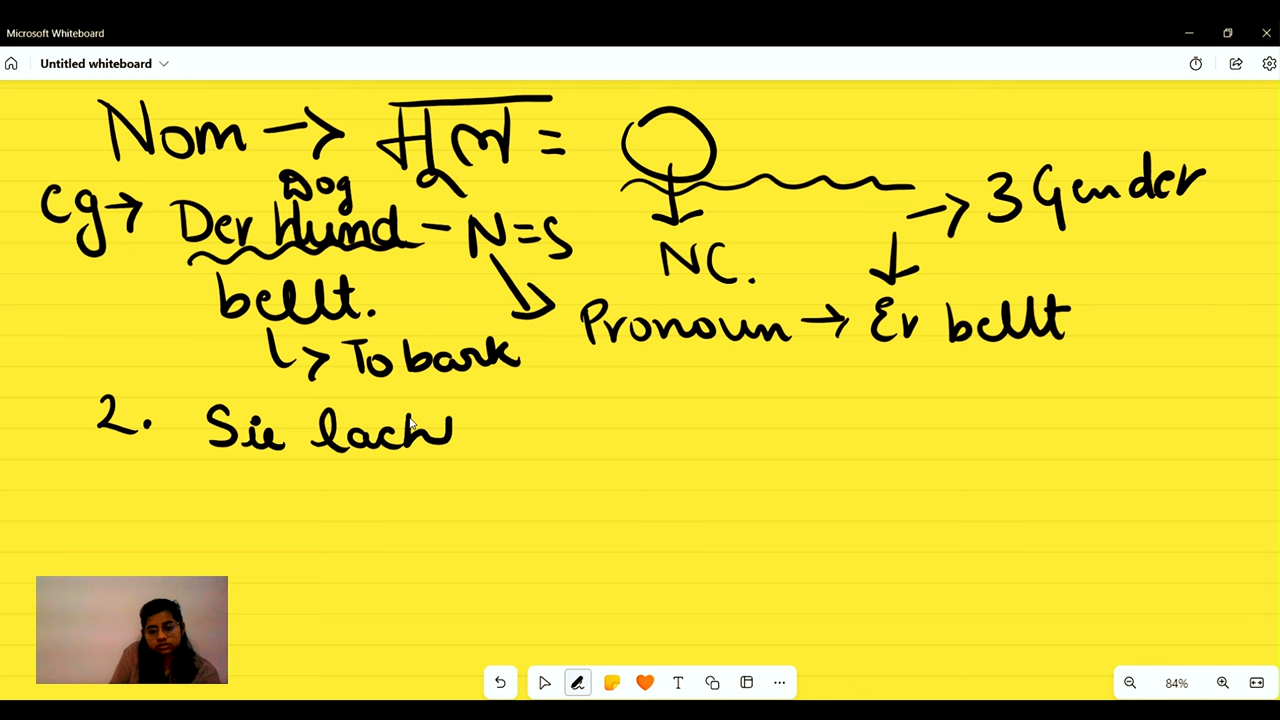 Microsoft Whiteboard
Untitled whiteboard
Nom → मूल =
Dog
eg → Der Hund - N=S
bellt.
↳ To bark
NC.
→ 3 Gender
Pronoun → Er bellt
2. Sie lach
84%